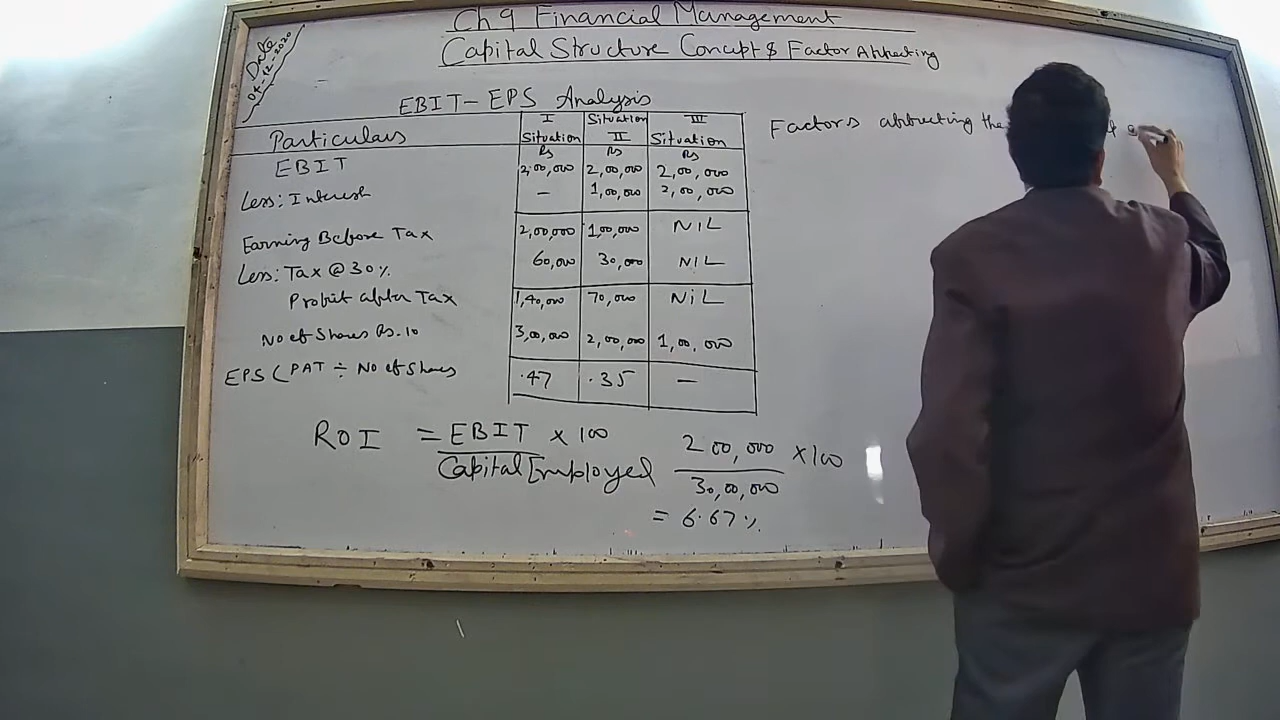 Date
04-12-2020
Ch 9 Financial Management
Capital Structure Concept & Factor Affecting
EBIT-EPS Analysis
Particulars I Situation Situation II III Situation
Rs Rs Rs
EBIT 2,00,000 2,00,000 2,00,000
Less: Interest — 1,00,000 2,00,000
Earning Before Tax 2,00,000 1,00,000 NIL
Less: Tax @ 30% 60,000 30,000 NIL
Profit after Tax 1,40,000 70,000 NiL
No of Shares Rs. 10 3,00,000 2,00,000 1,00,000
EPS (PAT ÷ No of Shares .47 .35 —
ROI = EBIT × 100
Capital Employed
2 00,000 × 100
30,00,000
= 6.67%
Factors affecting the